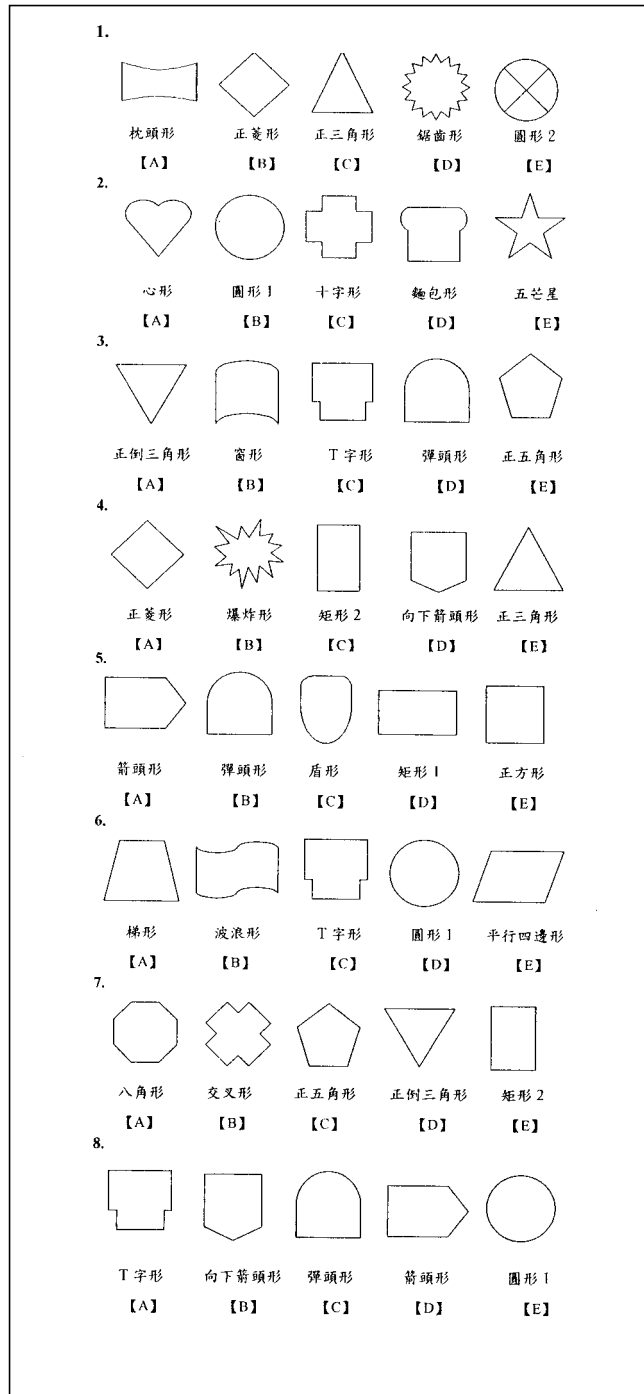 1.
枕頭形 正菱形 正三角形 鋸齒形 圓形2
【A】 【B】 【C】 【D】 【E】
2.
心形 圓形1 十字形 麵包形 五芒星
【A】 【B】 【C】 【D】 【E】
3.
正倒三角形 窗形 T字形 彈頭形 正五角形
【A】 【B】 【C】 【D】 【E】
4.
正菱形 爆炸形 矩形2 向下箭頭形 正三角形
【A】 【B】 【C】 【D】 【E】
5.
箭頭形 彈頭形 盾形 矩形1 正方形
【A】 【B】 【C】 【D】 【E】
6.
梯形 波浪形 T字形 圓形1 平行四邊形
【A】 【B】 【C】 【D】 【E】
7.
八角形 交叉形 正五角形 正倒三角形 矩形2
【A】 【B】 【C】 【D】 【E】
8.
T字形 向下箭頭形 彈頭形 箭頭形 圓形1
【A】 【B】 【C】 【D】 【E】